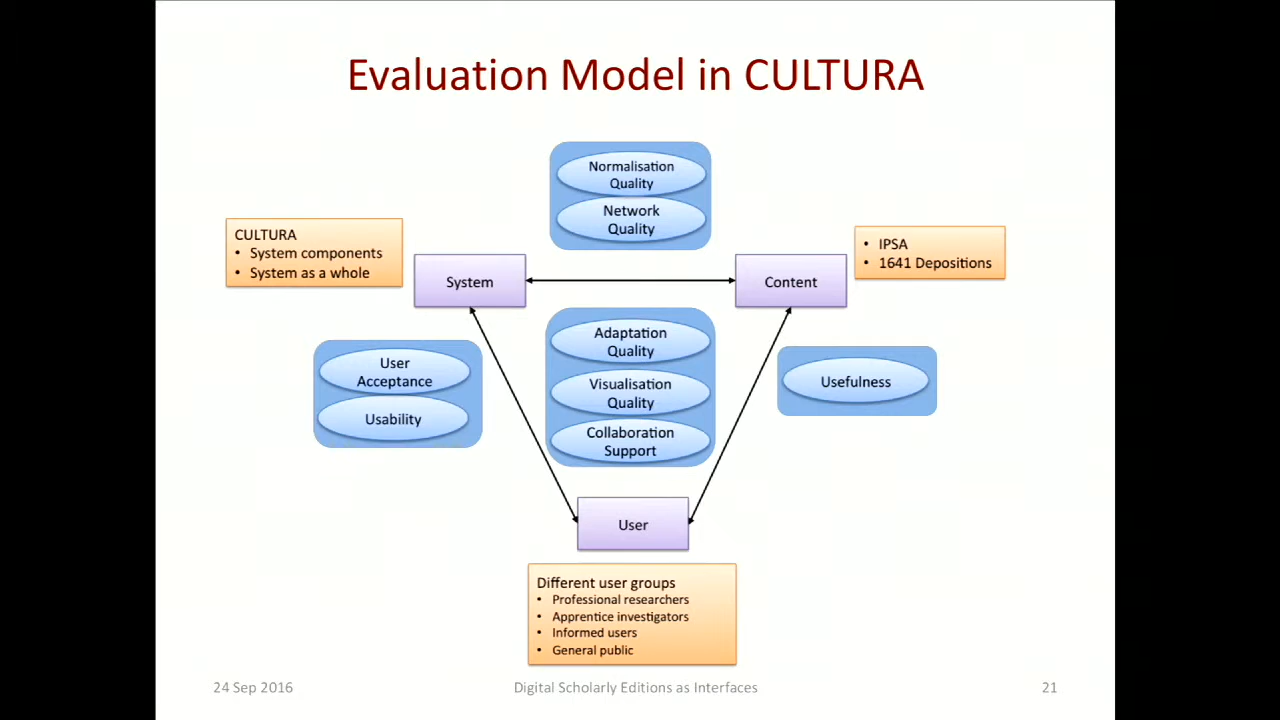 Evaluation Model in CULTURA
Normalisation
Quality
Network
Quality
CULTURA
• System components
• System as a whole
System
Content
• IPSA
• 1641 Depositions
User
Acceptance
Usability
Adaptation
Quality
Visualisation
Quality
Collaboration
Support
Usefulness
User
Different user groups
• Professional researchers
• Apprentice investigators
• Informed users
• General public
24 Sep 2016
Digital Scholarly Editions as Interfaces
21